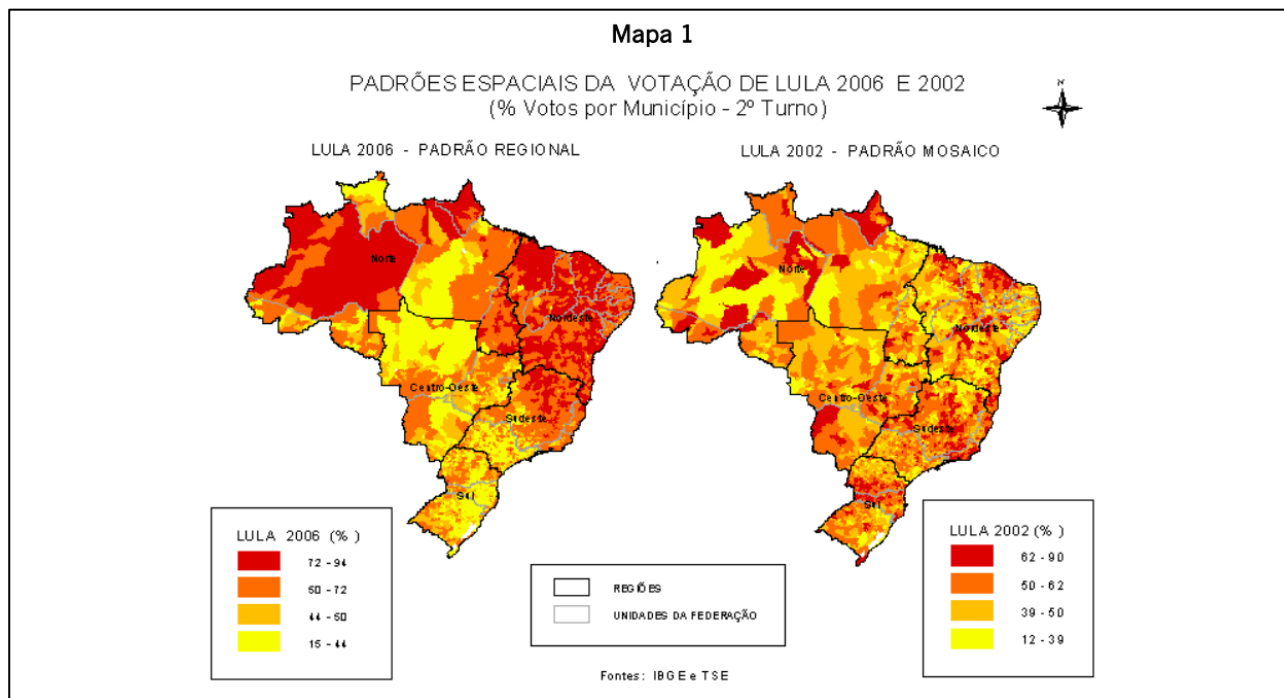 Mapa 1
PADRÕES ESPACIAIS DA VOTAÇÃO DE LULA 2006 E 2002
(% Votos por Município - 2º Turno)
N
LULA 2006 - PADRÃO REGIONAL
LULA 2002 - PADRÃO MOSAICO
Norte
Nordeste
Centro-Oeste
Sudeste
Sul
Norte
Nordeste
Centro-Oeste
Sudeste
Sul
LULA 2006 (%)
72 - 94
50 - 72
44 - 50
15 - 44
REGIÕES
UNIDADES DA FEDERAÇÃO
LULA 2002 (%)
62 - 90
50 - 62
39 - 50
12 - 39
Fontes: IBGE e TSE